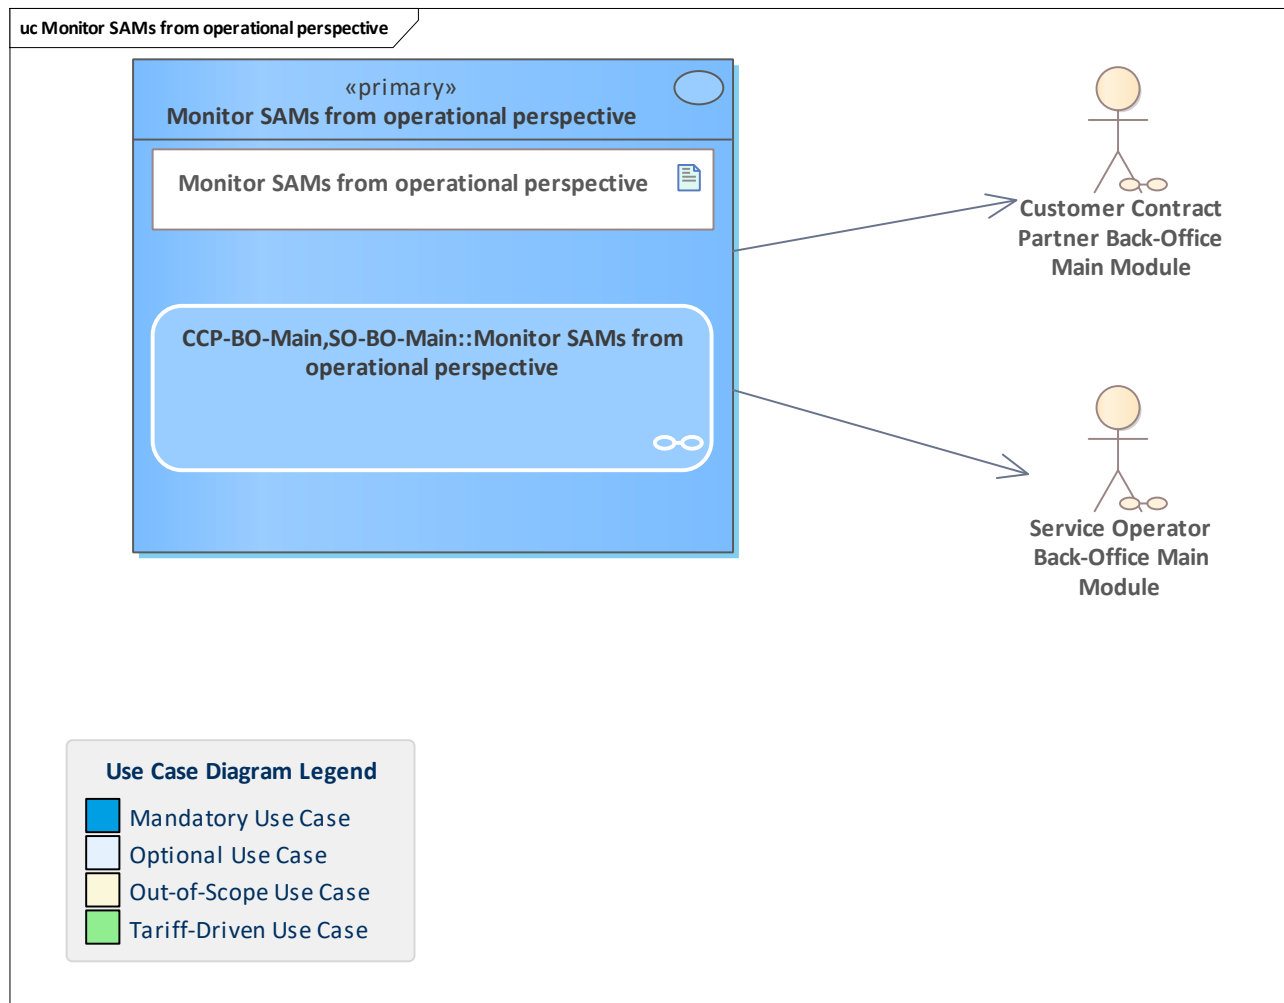 uc Monitor SAMs from operational perspective
«primary»
Monitor SAMs from operational perspective
Monitor SAMs from operational perspective
CCP-BO-Main,SO-BO-Main::Monitor SAMs from
operational perspective
Customer Contract
Partner Back-Office
Main Module
Service Operator
Back-Office Main
Module
Use Case Diagram Legend
Mandatory Use Case
Optional Use Case
Out-of-Scope Use Case
Tariff-Driven Use Case